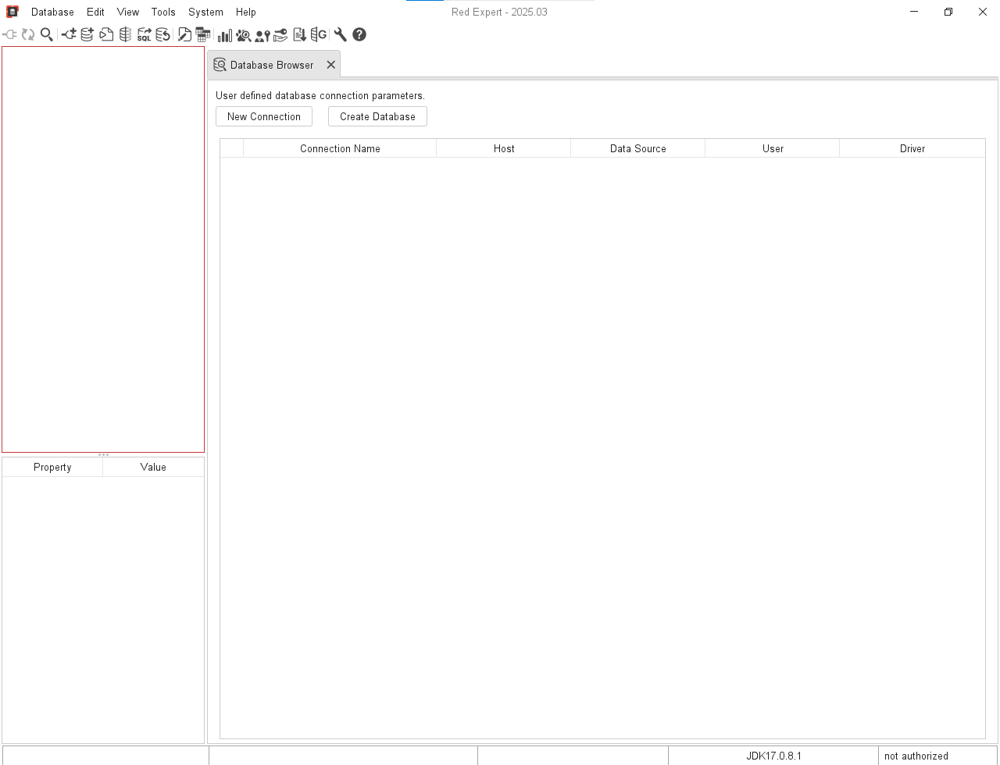 Database Edit View Tools System Help Red Expert - 2025.03
SQL G
Database Browser
User defined database connection parameters.
New Connection Create Database
Connection Name Host Data Source User Driver
Property Value
JDK17.0.8.1 not authorized